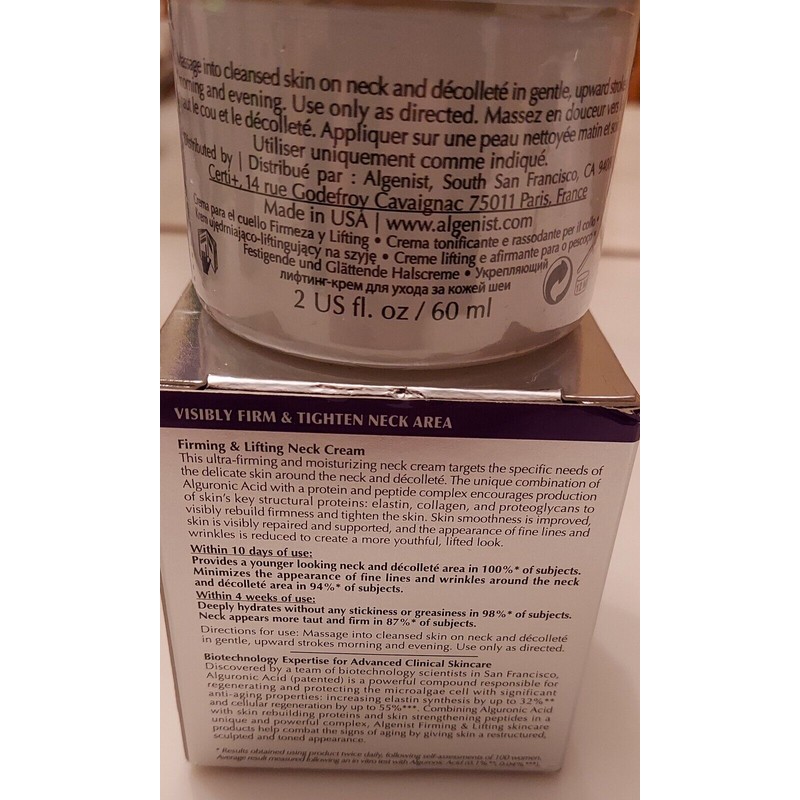 Massage into cleansed skin on neck and décolleté in gentle, upward strokes
morning and evening. Use only as directed. Massez en douceur vers
haut le cou et le décolleté. Appliquer sur une peau nettoyée matin et soir.
Utiliser uniquement comme indiqué.
Distributed by | Distribué par : Algenist, South San Francisco, CA
Certi+, 14 rue Godefroy Cavaignac 75011 Paris, France
Made in USA | www.algenist.com
Crema para el cuello Firmeza y Lifting • Crema tonificante e rassodante per il collo •
Krem ujędrniająco-liftingujący na szyję • Creme lifting e afirmante para o pescoço •
Festigende und Glättende Halscreme • Укрепляющий
лифтинг-крем для ухода за кожей шеи
2 US fl. oz / 60 ml
VISIBLY FIRM & TIGHTEN NECK AREA
Firming & Lifting Neck Cream
This ultra-firming and moisturizing neck cream targets the specific needs of
the delicate skin around the neck and décolleté. The unique combination of
Alguronic Acid with a protein and peptide complex encourages production
of skin's key structural proteins: elastin, collagen, and proteoglycans to
visibly rebuild firmness and tighten the skin. Skin smoothness is improved,
skin is visibly repaired and supported, and the appearance of fine lines and
wrinkles is reduced to create a more youthful, lifted look.
Within 10 days of use:
Provides a younger looking neck and décolleté area in 100%* of subjects.
Minimizes the appearance of fine lines and wrinkles around the neck
and décolleté area in 94%* of subjects.
Within 4 weeks of use:
Deeply hydrates without any stickiness or greasiness in 98%* of subjects.
Neck appears more taut and firm in 87%* of subjects.
Directions for use: Massage into cleansed skin on neck and décolleté
in gentle, upward strokes morning and evening. Use only as directed.
Biotechnology Expertise for Advanced Clinical Skincare
Discovered by a team of biotechnology scientists in San Francisco,
Alguronic Acid (patented) is a powerful compound responsible for
regenerating and protecting the microalgae cell with significant
anti-aging properties: increasing elastin synthesis by up to 32%**
and cellular regeneration by up to 55%***. Combining Alguronic Acid
with skin rebuilding proteins and skin strengthening peptides in a
unique and powerful complex, Algenist Firming & Lifting skincare
products help combat the signs of aging by giving skin a restructured,
sculpted and toned appearance.
* Results obtained using product twice daily, following self-assessments of 100 women.
Average result measured following an in vitro test with Alguronic Acid